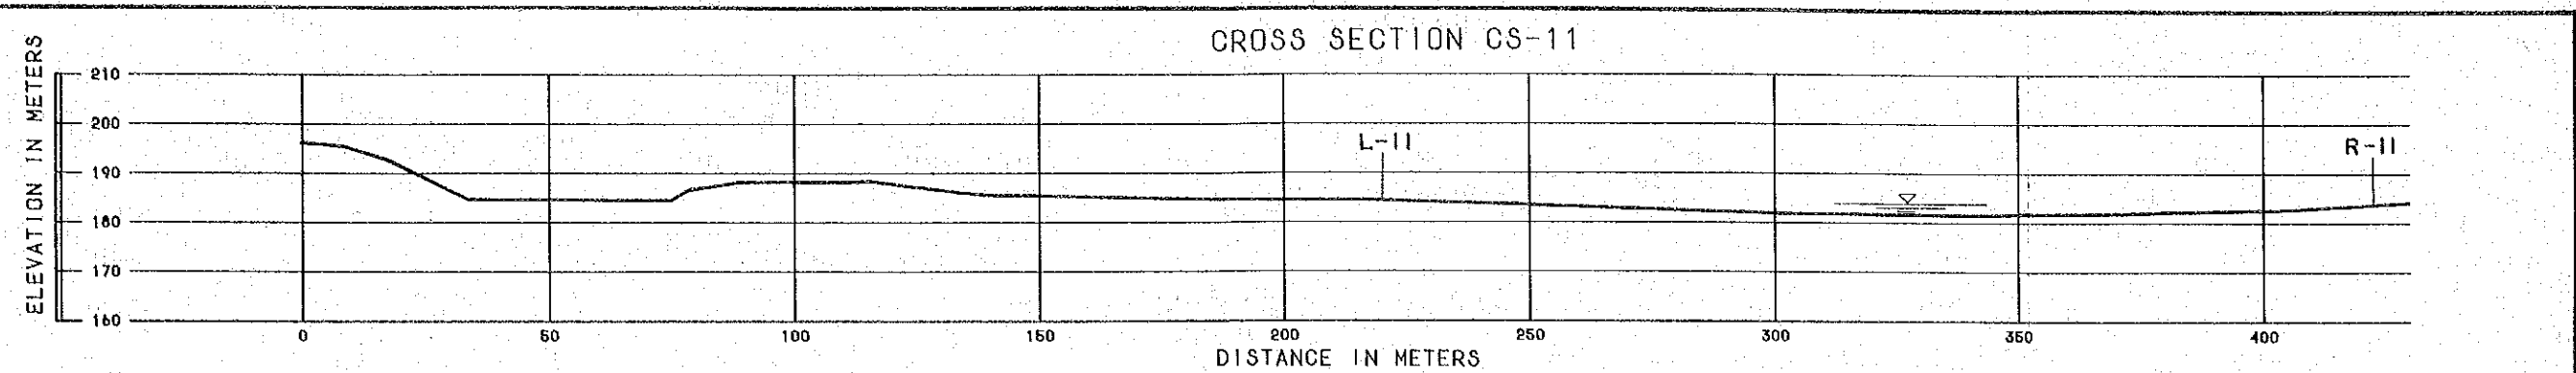 CROSS SECTION CS-11
ELEVATION IN METERS
210
200
L-11
190
R-11
180
170
160
0 50 100 150 200 250 300 350 400
DISTANCE IN METERS